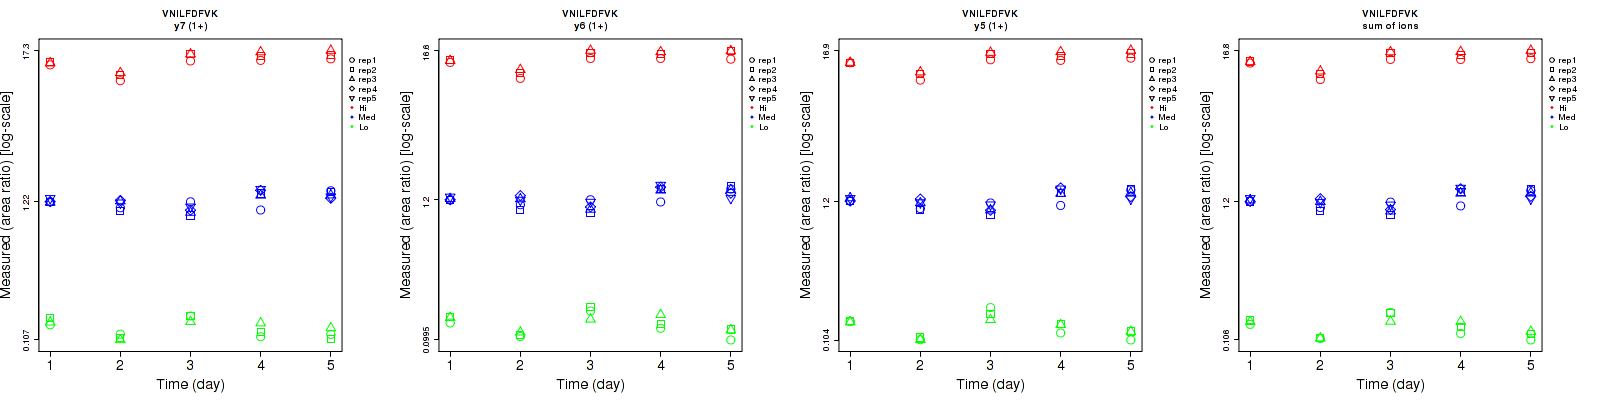 VNILFDFVK
y7 (1+)
Measured (area ratio) [log-scale]
17.3
1.22
0.107
1 2 3 4 5
Time (day)
rep1
rep2
rep3
rep4
rep5
Hi
Med
Lo
VNILFDFVK
y6 (1+)
Measured (area ratio) [log-scale]
16.6
1.2
0.0995
1 2 3 4 5
Time (day)
rep1
rep2
rep3
rep4
rep5
Hi
Med
Lo
VNILFDFVK
y5 (1+)
Measured (area ratio) [log-scale]
16.9
1.2
0.104
1 2 3 4 5
Time (day)
rep1
rep2
rep3
rep4
rep5
Hi
Med
Lo
VNILFDFVK
sum of ions
Measured (area ratio) [log-scale]
16.8
1.2
0.106
1 2 3 4 5
Time (day)
rep1
rep2
rep3
rep4
rep5
Hi
Med
Lo